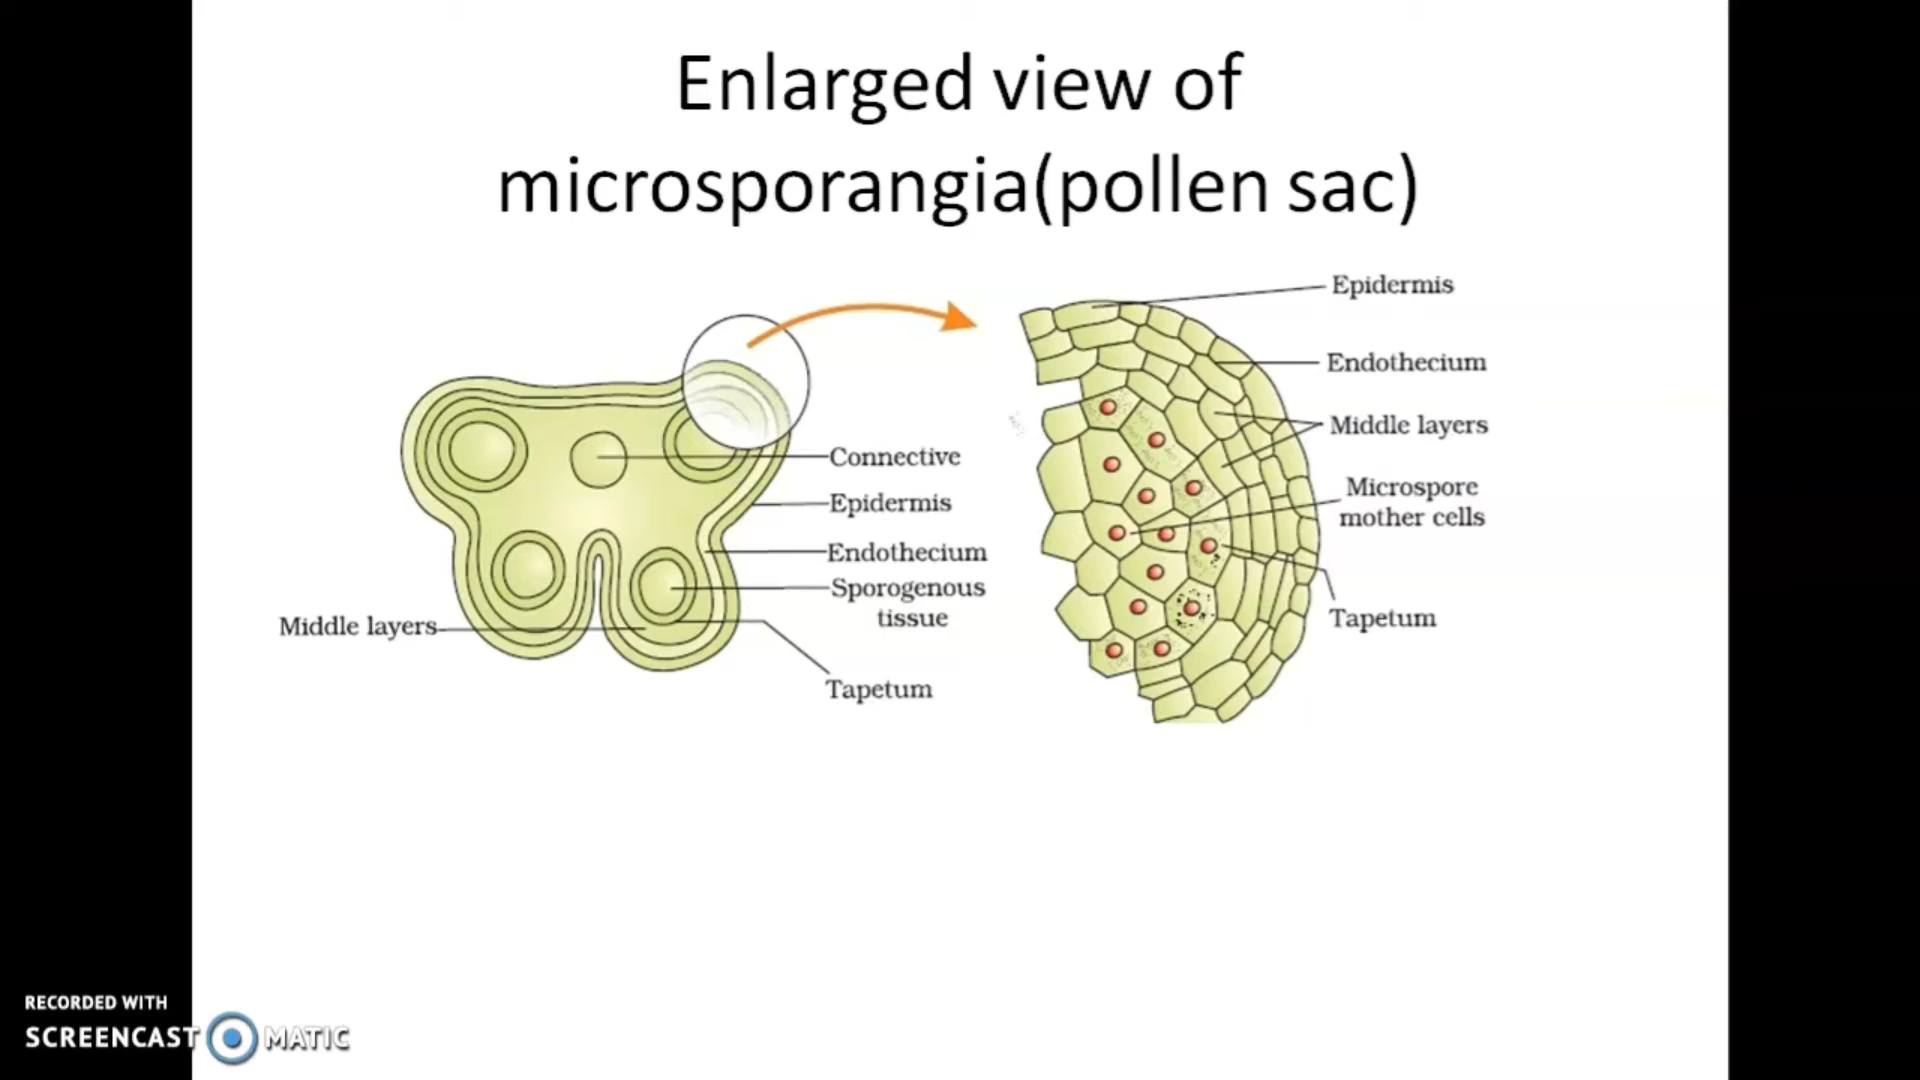 Enlarged view of
microsporangia(pollen sac)
Connective
Epidermis
Endothecium
Sporogenous
tissue
Middle layers
Tapetum
Epidermis
Endothecium
Middle layers
Microspore
mother cells
Tapetum
RECORDED WITH
SCREENCAST MATIC